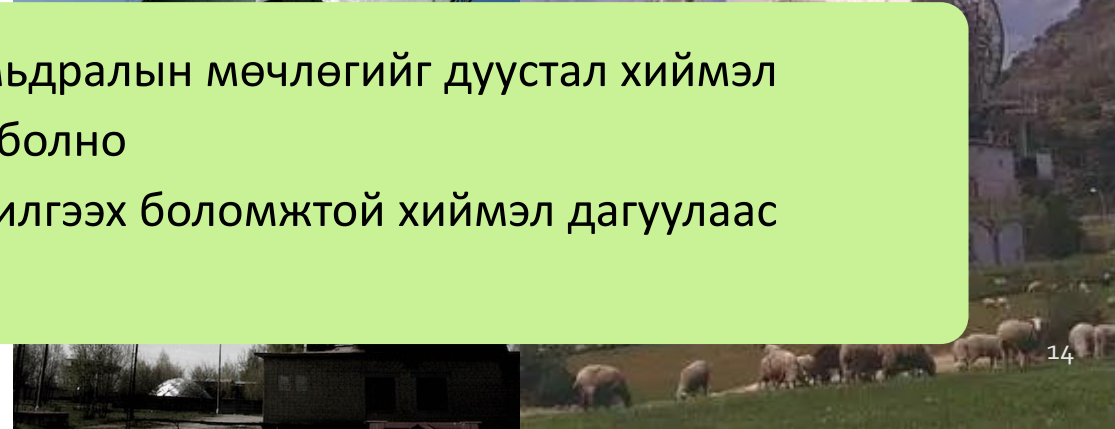 мөчлөгийг дуустал хиймэл
болно
боломжтой хиймэл дагуулаас
14